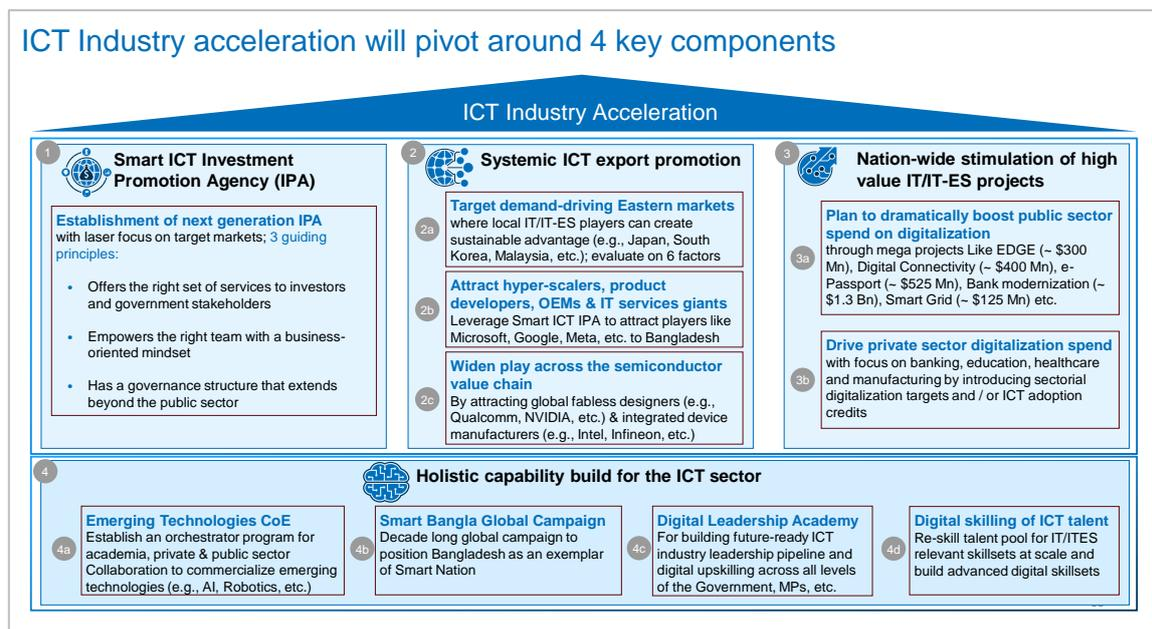 ICT Industry acceleration will pivot around 4 key components
ICT Industry Acceleration
1
Smart ICT Investment
Promotion Agency (IPA)
Establishment of next generation IPA
with laser focus on target markets; 3 guiding
principles:
• Offers the right set of services to investors
and government stakeholders
• Empowers the right team with a business-
oriented mindset
• Has a governance structure that extends
beyond the public sector
2
Systemic ICT export promotion
2a
Target demand-driving Eastern markets
where local IT/IT-ES players can create
sustainable advantage (e.g., Japan, South
Korea, Malaysia, etc.); evaluate on 6 factors
2b
Attract hyper-scalers, product
developers, OEMs & IT services giants
Leverage Smart ICT IPA to attract players like
Microsoft, Google, Meta, etc. to Bangladesh
2c
Widen play across the semiconductor
value chain
By attracting global fabless designers (e.g.,
Qualcomm, NVIDIA, etc.) & integrated device
manufacturers (e.g., Intel, Infineon, etc.)
3
Nation-wide stimulation of high
value IT/IT-ES projects
3a
Plan to dramatically boost public sector
spend on digitalization
through mega projects Like EDGE (~ $300
Mn), Digital Connectivity (~ $400 Mn), e-
Passport (~ $525 Mn), Bank modernization (~
$1.3 Bn), Smart Grid (~ $125 Mn) etc.
3b
Drive private sector digitalization spend
with focus on banking, education, healthcare
and manufacturing by introducing sectorial
digitalization targets and / or ICT adoption
credits
4
Holistic capability build for the ICT sector
4a
Emerging Technologies CoE
Establish an orchestrator program for
academia, private & public sector
Collaboration to commercialize emerging
technologies (e.g., AI, Robotics, etc.)
4b
Smart Bangla Global Campaign
Decade long global campaign to
position Bangladesh as an exemplar
of Smart Nation
4c
Digital Leadership Academy
For building future-ready ICT
industry leadership pipeline and
digital upskilling across all levels
of the Government, MPs, etc.
4d
Digital skilling of ICT talent
Re-skill talent pool for IT/ITES
relevant skillsets at scale and
build advanced digital skillsets